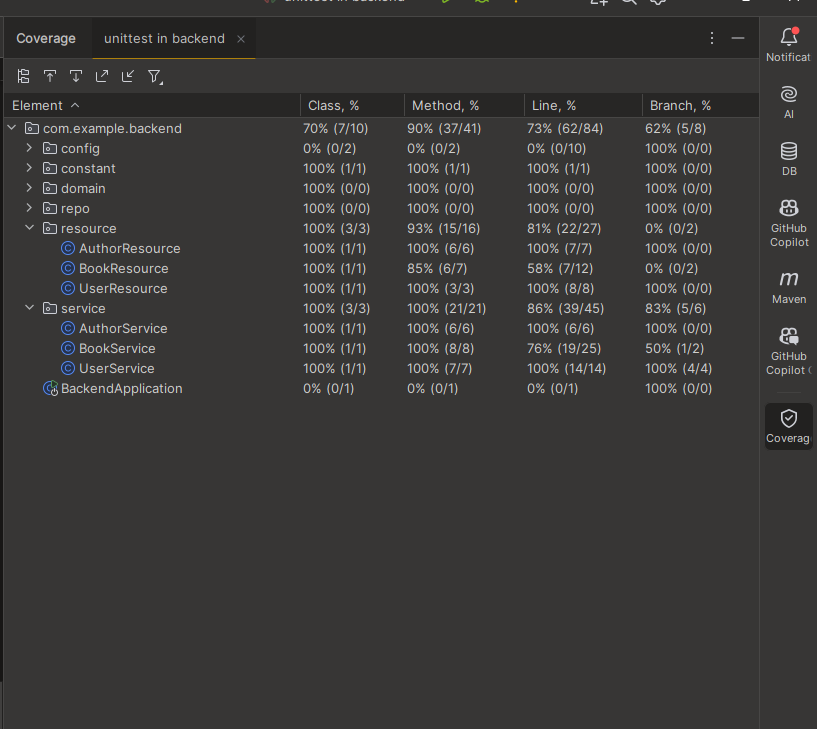 unittest in backend
Coverage unittest in backend
Element Class, % Method, % Line, % Branch, %
com.example.backend 70% (7/10) 90% (37/41) 73% (62/84) 62% (5/8)
config 0% (0/2) 0% (0/2) 0% (0/10) 100% (0/0)
constant 100% (1/1) 100% (1/1) 100% (1/1) 100% (0/0)
domain 100% (0/0) 100% (0/0) 100% (0/0) 100% (0/0)
repo 100% (0/0) 100% (0/0) 100% (0/0) 100% (0/0)
resource 100% (3/3) 93% (15/16) 81% (22/27) 0% (0/2)
AuthorResource 100% (1/1) 100% (6/6) 100% (7/7) 100% (0/0)
BookResource 100% (1/1) 85% (6/7) 58% (7/12) 0% (0/2)
UserResource 100% (1/1) 100% (3/3) 100% (8/8) 100% (0/0)
service 100% (3/3) 100% (21/21) 86% (39/45) 83% (5/6)
AuthorService 100% (1/1) 100% (6/6) 100% (6/6) 100% (0/0)
BookService 100% (1/1) 100% (8/8) 76% (19/25) 50% (1/2)
UserService 100% (1/1) 100% (7/7) 100% (14/14) 100% (4/4)
BackendApplication 0% (0/1) 0% (0/1) 0% (0/1) 100% (0/0)
Notificat
AI
DB
GitHub
Copilot
m
Maven
GitHub
Copilot
Coverag